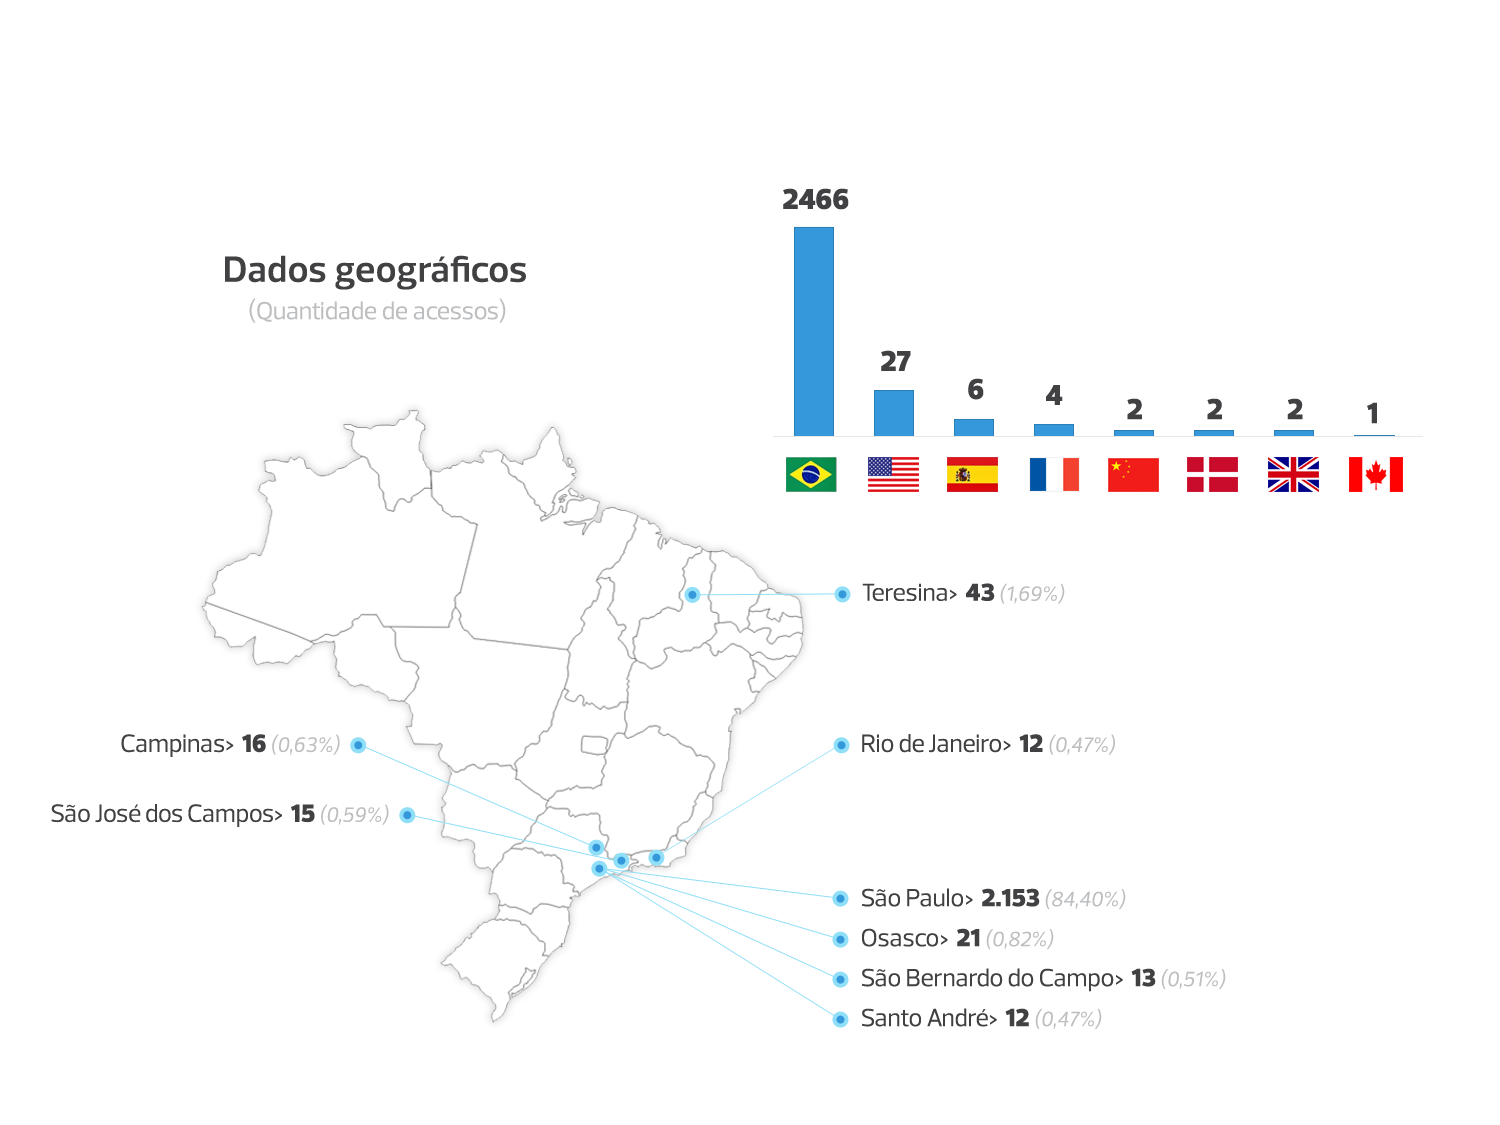 Dados geográficos
(Quantidade de acessos)
2466
27
6
4
2
2
2
1
Teresina> 43 (1,69%)
Campinas> 16 (0,63%)
Rio de Janeiro> 12 (0,47%)
São José dos Campos> 15 (0,59%)
São Paulo> 2.153 (84,40%)
Osasco> 21 (0,82%)
São Bernardo do Campo> 13 (0,51%)
Santo André> 12 (0,47%)